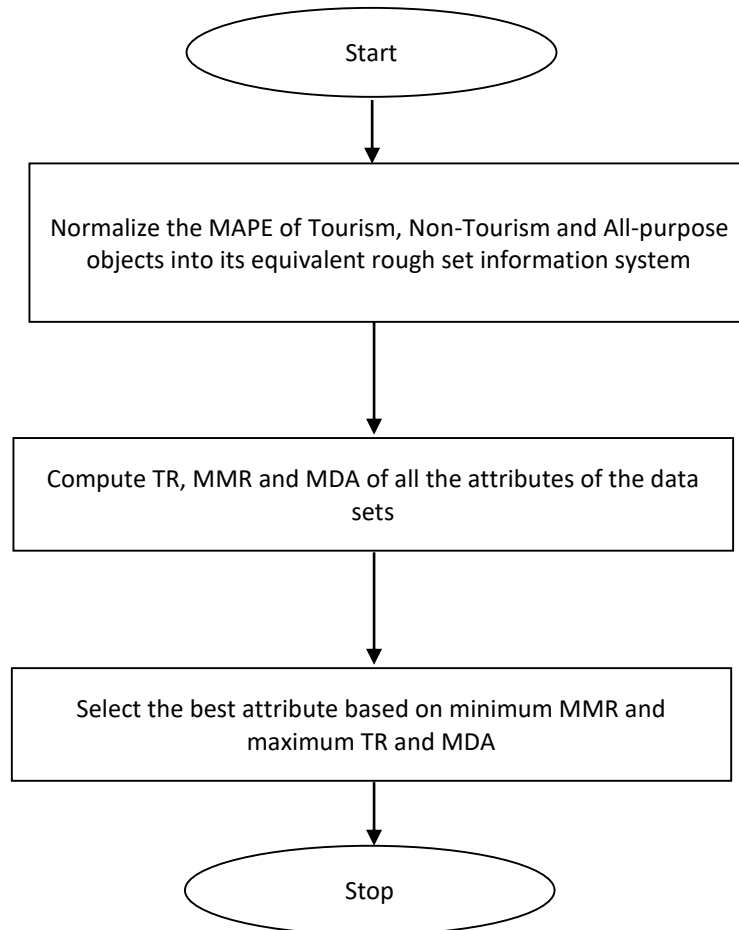 Start
Normalize the MAPE of Tourism, Non-Tourism and All-purpose
objects into its equivalent rough set information system
Compute TR, MMR and MDA of all the attributes of the data
sets
Select the best attribute based on minimum MMR and
maximum TR and MDA
Stop